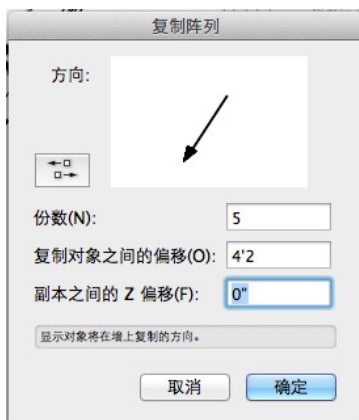 复制阵列
方向:
份数(N):
5
复制对象之间的偏移(O):
4'2
副本之间的 Z 偏移(F):
0"
显示对象将在墙上复制的方向。
取消
确定